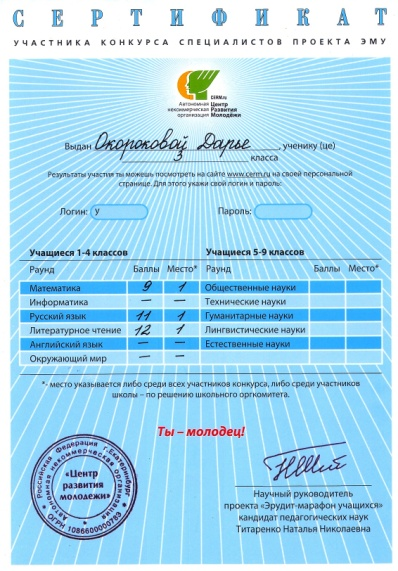 СЕРТИФИКАТ
УЧАСТНИКА КОНКУРСА СПЕЦИАЛИСТОВ ПРОЕКТА ЭМУ
CERM.ru
Автономная некоммерческая организация
Центр Развития Молодёжи
Выдан Окороковой Дарье, ученику (це)
3 класса
Результаты участия ты можешь посмотреть на сайте www.cerm.ru на своей персональной
странице. Для этого укажи свой логин и пароль:
Логин: У Пароль:
Учащиеся 1-4 классов Учащиеся 5-9 классов
Раунд Баллы Место* Раунд Баллы Место*
Математика 9 1 Общественные науки
Информатика — — Технические науки
Русский язык 11 1 Гуманитарные науки
Литературное чтение 12 1 Лингвистические науки
Английский язык — — Естественные науки
Окружающий мир — —
*- место указывается либо среди всех участников конкурса, либо среди участников
школы – по решению школьного оргкомитета.
Ты – молодец!
Российская Федерация г.Екатеринбург
Автономная некоммерческая организация
«Центр
развития
молодежи»
ОГРН 1086600000783
Научный руководитель
проекта «Эрудит-марафон учащихся»
кандидат педагогических наук
Титаренко Наталья Николаевна